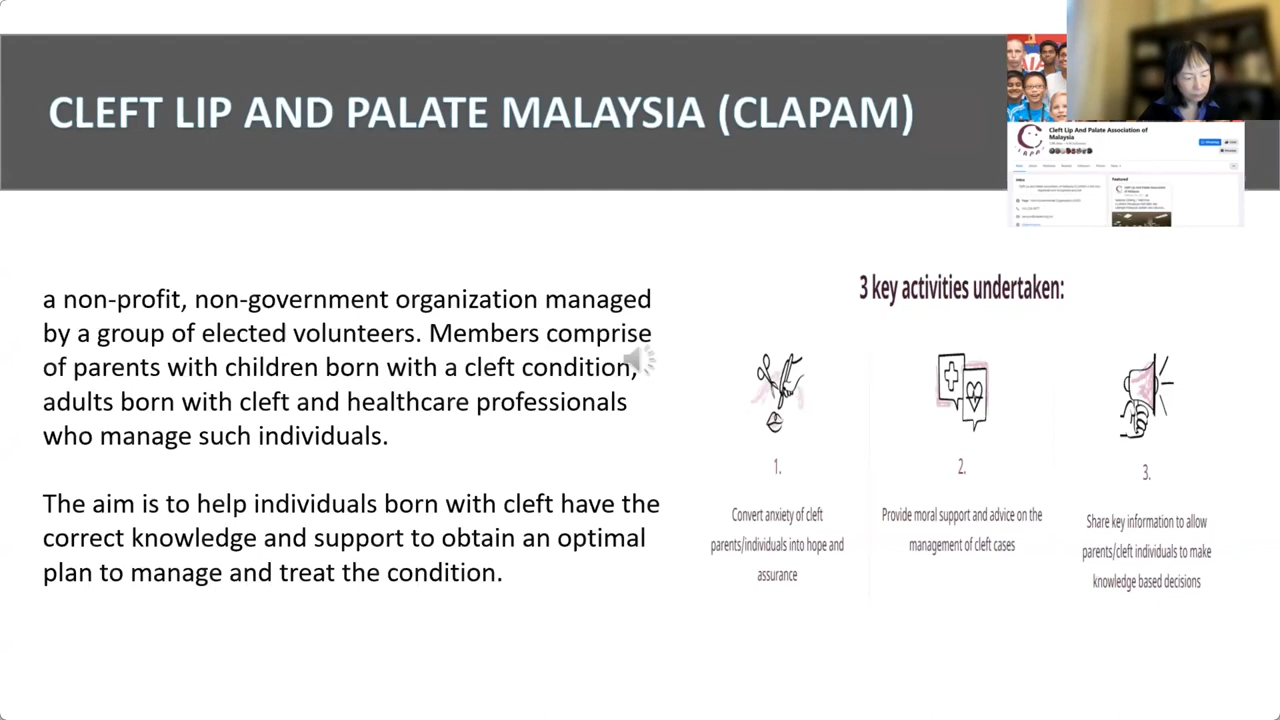 CLEFT LIP AND PALATE MALAYSIA (CLAPAM)
Cleft Lip And Palate Association of
Malaysia
Featured
a non-profit, non-government organization managed
by a group of elected volunteers. Members comprise
of parents with children born with a cleft condition,
adults born with cleft and healthcare professionals
who manage such individuals.
The aim is to help individuals born with cleft have the
correct knowledge and support to obtain an optimal
plan to manage and treat the condition.
3 key activities undertaken:
1.
Convert anxiety of cleft
parents/individuals into hope and
assurance
2.
Provide moral support and advice on the
management of cleft cases
3.
Share key information to allow
parents/cleft individuals to make
knowledge based decisions